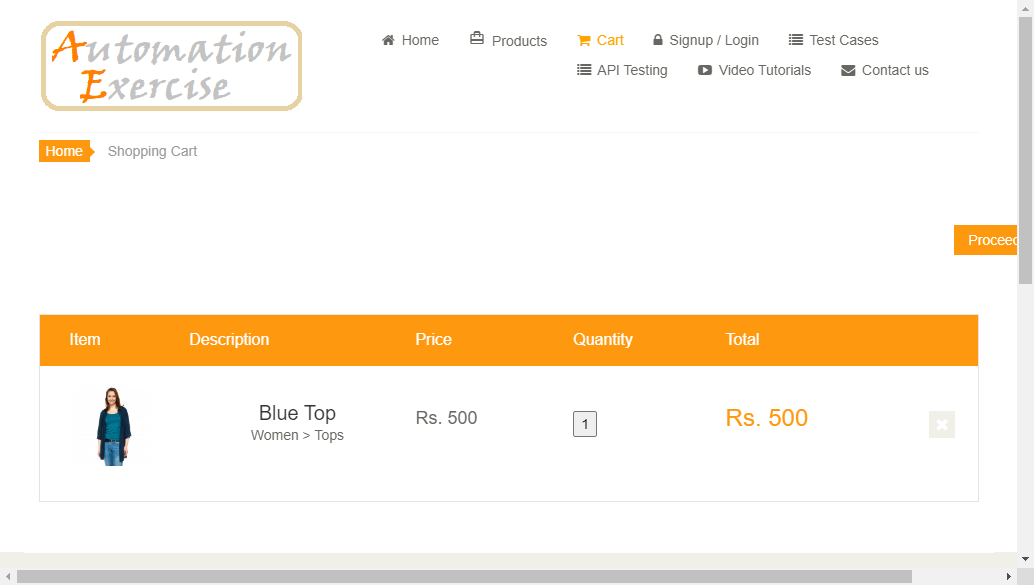 Automation
Exercise
Home Products Cart Signup / Login Test Cases
API Testing Video Tutorials Contact us
Home Shopping Cart
Proceed
Item Description Price Quantity Total
Blue Top Rs. 500 1 Rs. 500
Women > Tops